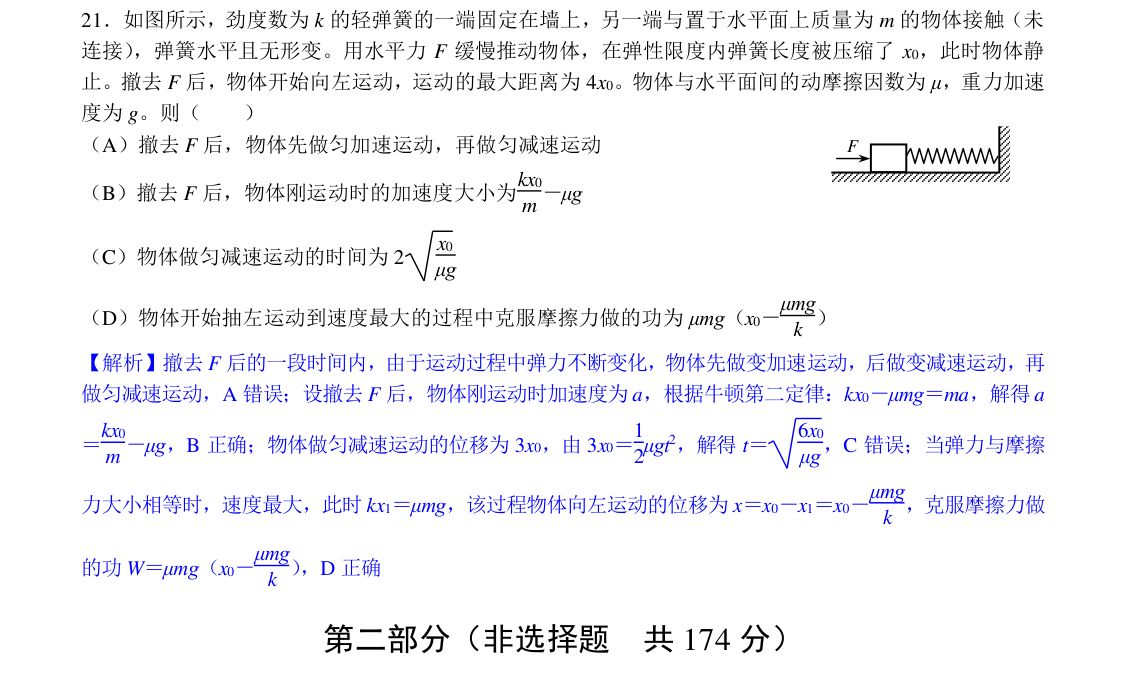 21．如图所示，劲度数为 k 的轻弹簧的一端固定在墙上，另一端与置于水平面上质量为 m 的物体接触（未
连接），弹簧水平且无形变。用水平力 F 缓慢推动物体，在弹性限度内弹簧长度被压缩了 x₀，此时物体静
止。撤去 F 后，物体开始向左运动，运动的最大距离为 4x₀。物体与水平面间的动摩擦因数为 μ，重力加速
度为 g。则（　　）
（A）撤去 F 后，物体先做匀加速运动，再做匀减速运动
F
（B）撤去 F 后，物体刚运动时的加速度大小为 kx₀/m－μg
（C）物体做匀减速运动的时间为 2√(x₀/μg)
（D）物体开始抽左运动到速度最大的过程中克服摩擦力做的功为 μmg（x₀－μmg/k）
【解析】撤去 F 后的一段时间内，由于运动过程中弹力不断变化，物体先做变加速运动，后做变减速运动，再
做匀减速运动，A 错误；设撤去 F 后，物体刚运动时加速度为 a，根据牛顿第二定律：kx₀－μmg＝ma，解得 a
＝kx₀/m－μg，B 正确；物体做匀减速运动的位移为 3x₀，由 3x₀＝1/2μgt²，解得 t＝√(6x₀/μg)，C 错误；当弹力与摩擦
力大小相等时，速度最大，此时 kx₁＝μmg，该过程物体向左运动的位移为 x＝x₀－x₁＝x₀－μmg/k，克服摩擦力做
的功 W＝μmg（x₀－μmg/k），D 正确
第二部分（非选择题　共 174 分）